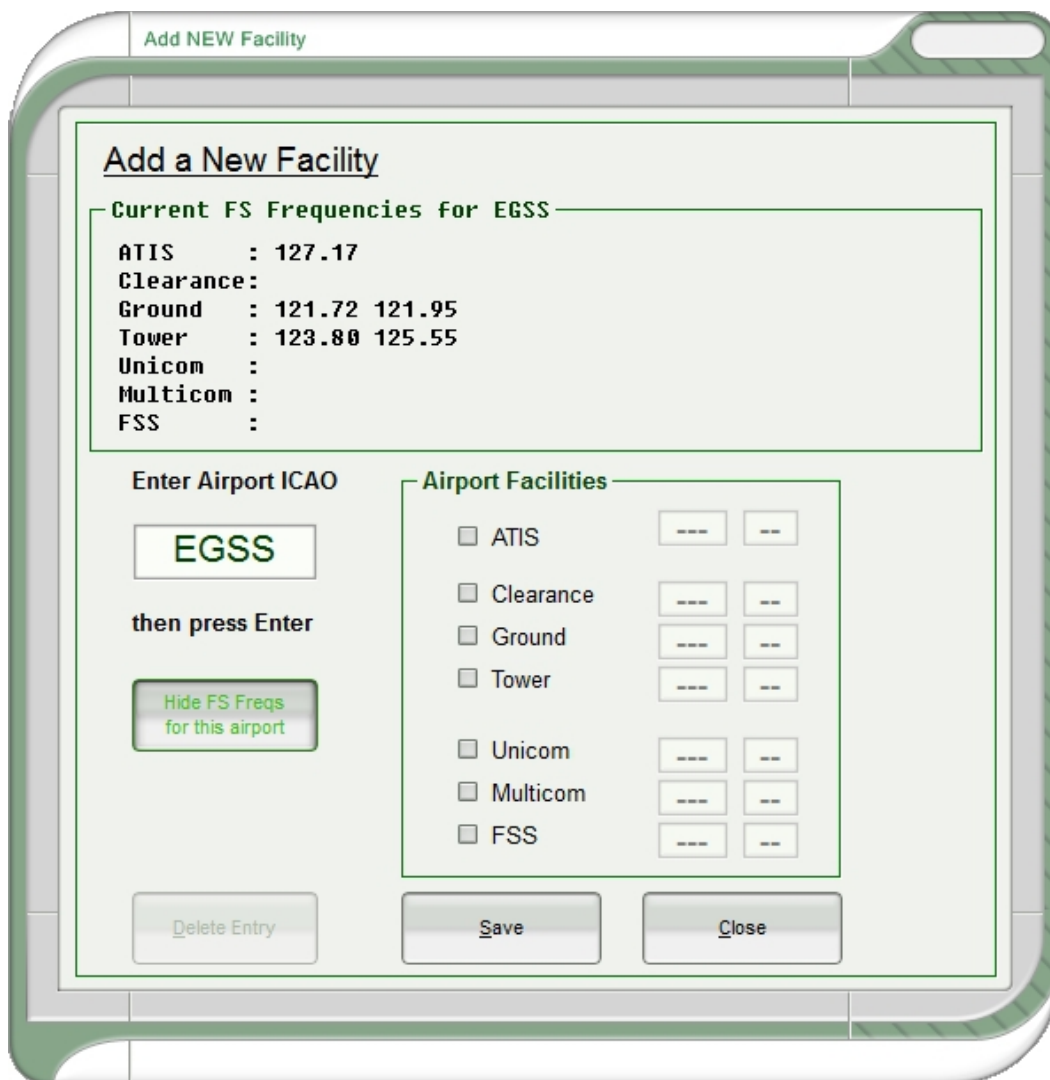 Add NEW Facility
Add a New Facility
Current FS Frequencies for EGSS
ATIS : 127.17
Clearance:
Ground : 121.72 121.95
Tower : 123.80 125.55
Unicom :
Multicom :
FSS :
Enter Airport ICAO
EGSS
then press Enter
Hide FS Freqs
for this airport
Airport Facilities
ATIS --- --
Clearance --- --
Ground --- --
Tower --- --
Unicom --- --
Multicom --- --
FSS --- --
Delete Entry
Save
Close